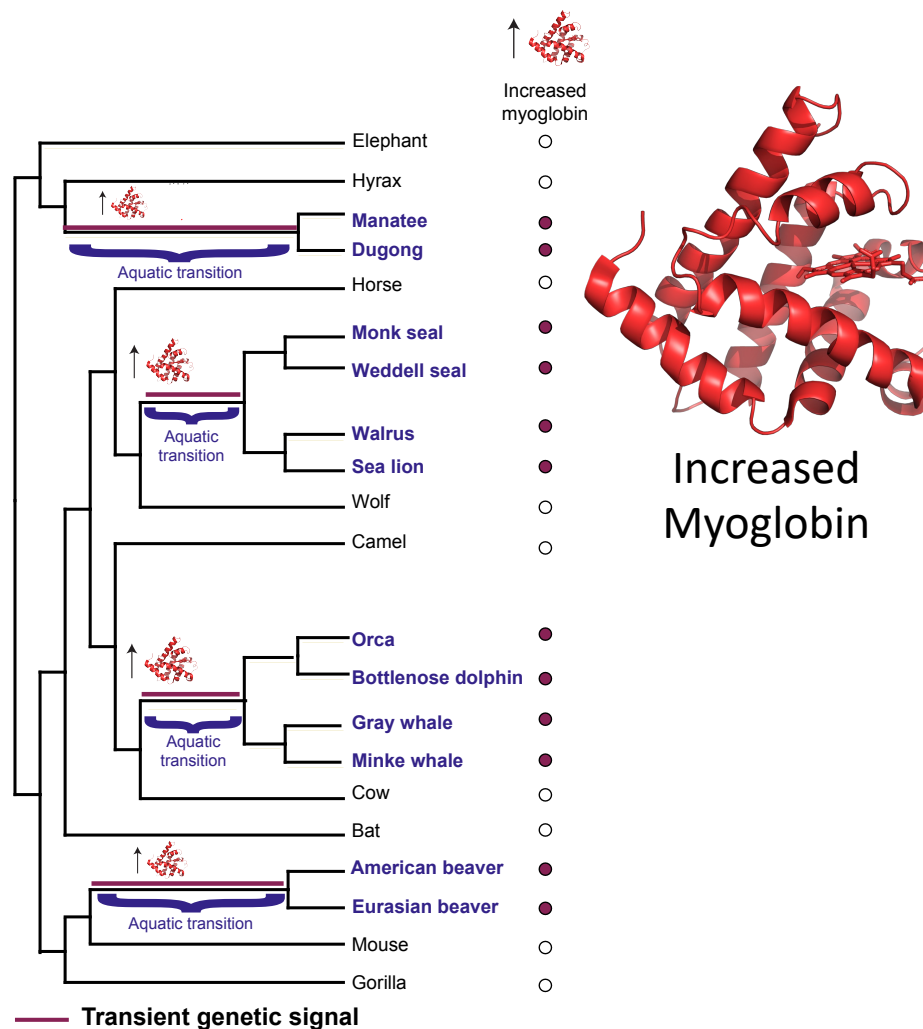 Increased
myoglobin
Elephant
Hyrax
Manatee
Dugong
Aquatic transition
Horse
Monk seal
Weddell seal
Aquatic
transition
Walrus
Sea lion
Wolf
Camel
Increased
Myoglobin
Orca
Bottlenose dolphin
Gray whale
Aquatic
transition
Minke whale
Cow
Bat
American beaver
Eurasian beaver
Aquatic transition
Mouse
Gorilla
Transient genetic signal